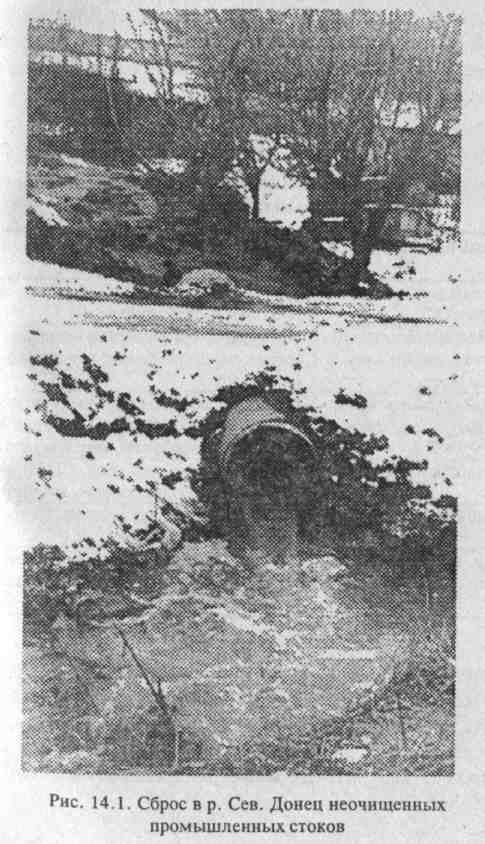 Рис. 14.1. Сброс в р. Сев. Донец неочищенных
промышленных стоков